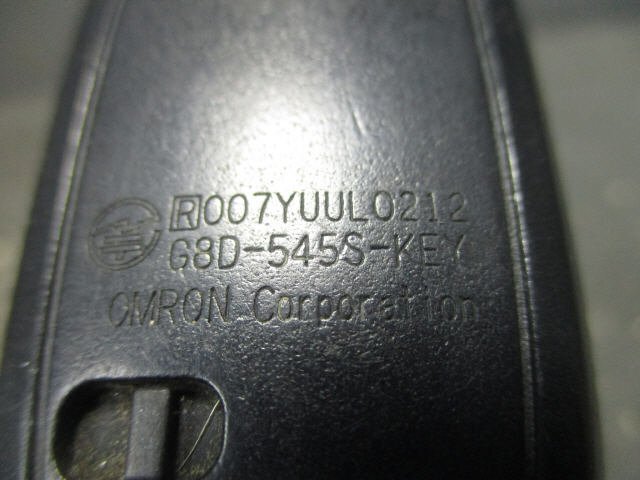 R007YUUL0212
G8D-545S-KEY
OMRON Corporation